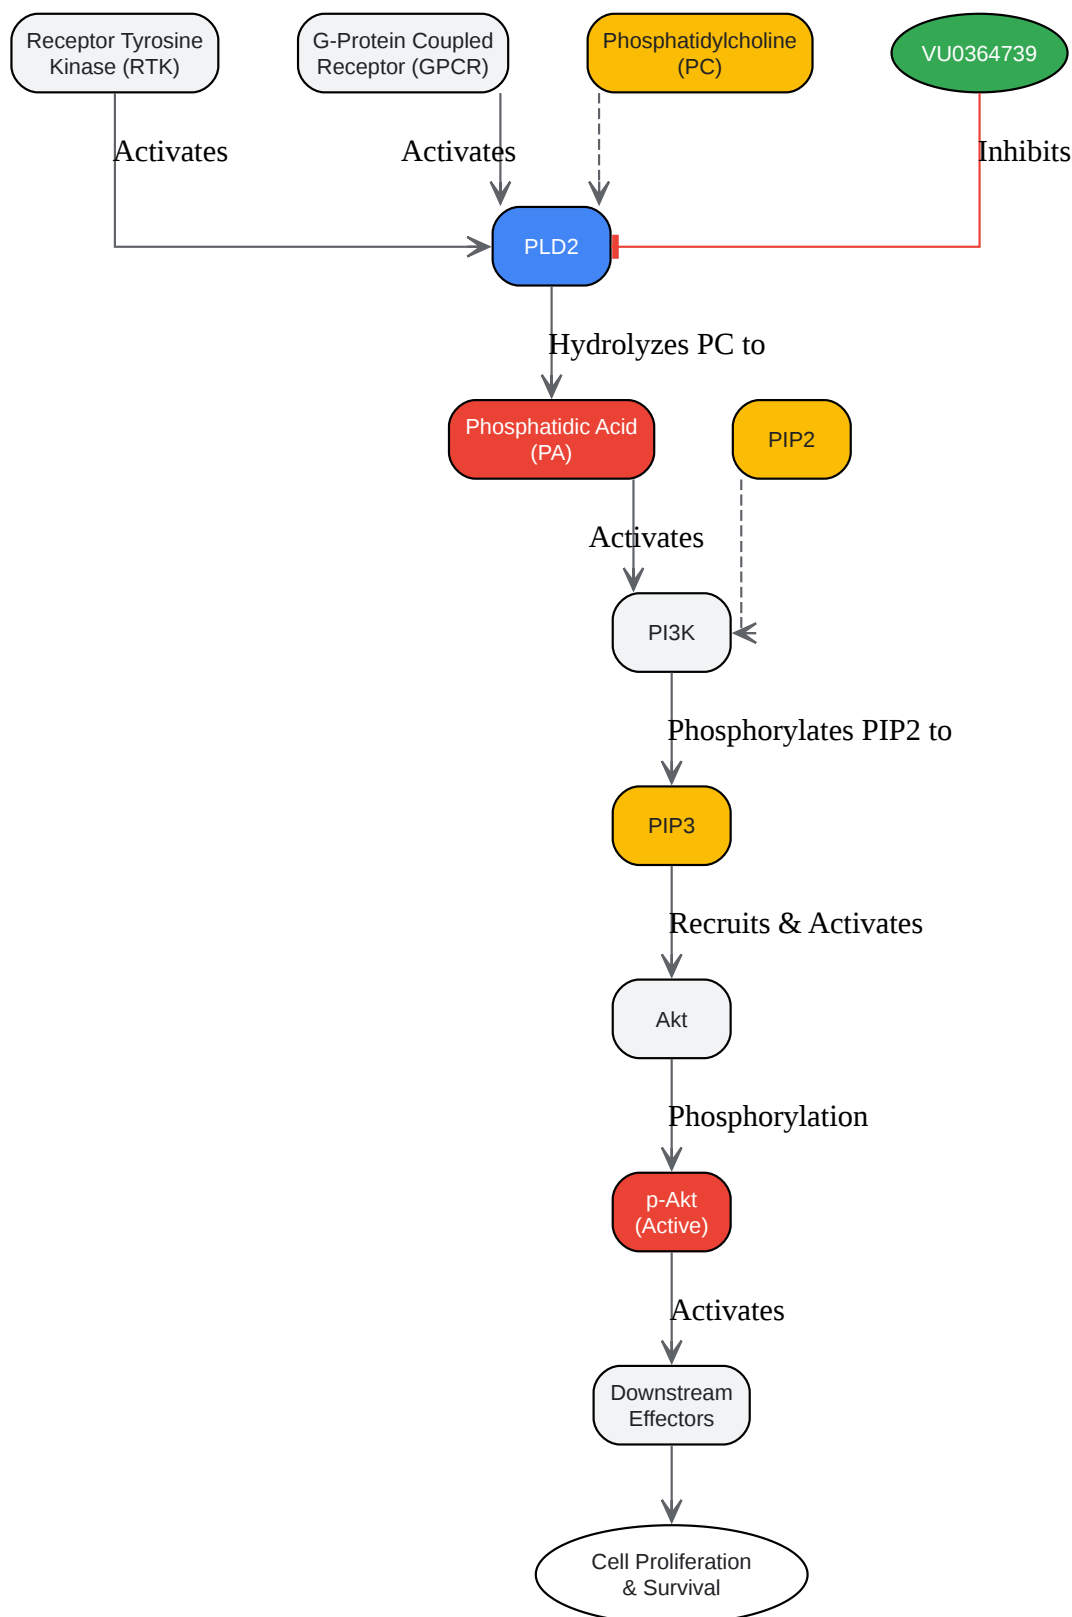 Receptor Tyrosine
Kinase (RTK)
G-Protein Coupled
Receptor (GPCR)
Phosphatidylcholine
(PC)
VU0364739
Activates
Activates
Inhibits
PLD2
Hydrolyzes PC to
Phosphatidic Acid
(PA)
PIP2
Activates
PI3K
Phosphorylates PIP2 to
PIP3
Recruits & Activates
Akt
Phosphorylation
p-Akt
(Active)
Activates
Downstream
Effectors
Cell Proliferation
& Survival